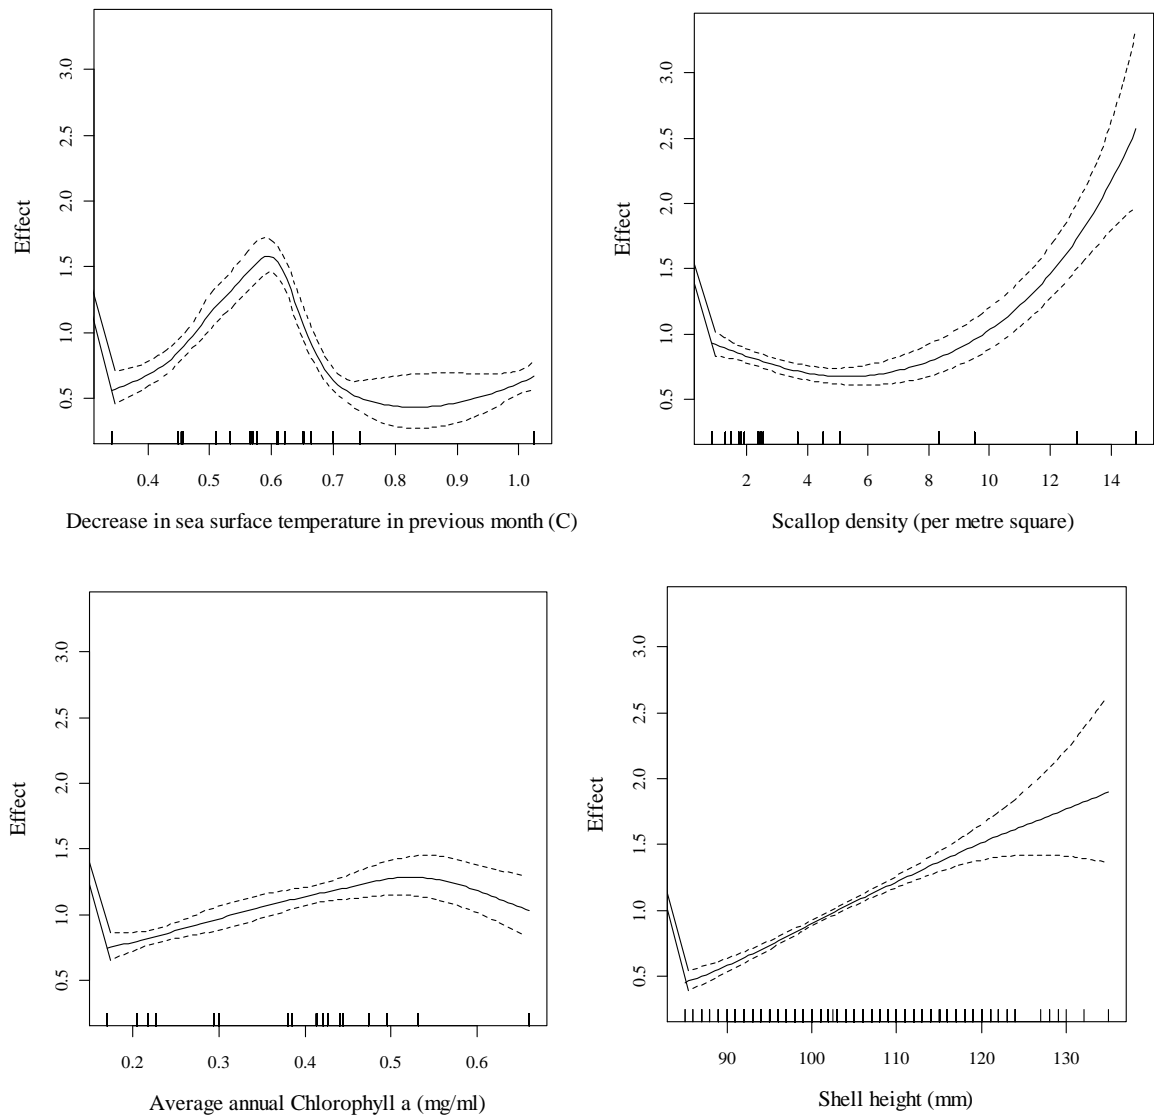 3.0
2.5
2.0
1.5
1.0
0.5
Effect
0.4 0.5 0.6 0.7 0.8 0.9 1.0
Decrease in sea surface temperature in previous month (C)
3.0
2.5
2.0
1.5
1.0
0.5
Effect
2 4 6 8 10 12 14
Scallop density (per metre square)
3.0
2.5
2.0
1.5
1.0
0.5
Effect
0.2 0.3 0.4 0.5 0.6
Average annual Chlorophyll a (mg/ml)
3.0
2.5
2.0
1.5
1.0
0.5
Effect
90 100 110 120 130
Shell height (mm)